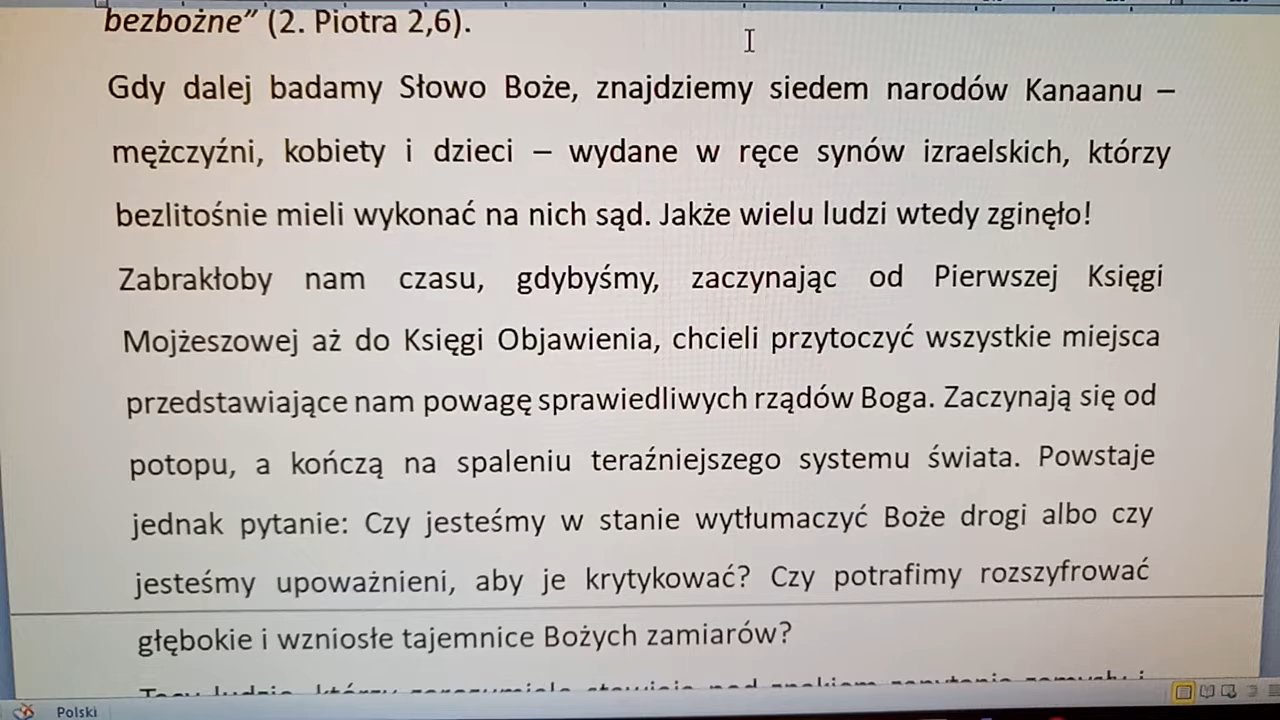 bezbożne” (2. Piotra 2,6).
Gdy dalej badamy Słowo Boże, znajdziemy siedem narodów Kanaanu –
mężczyźni, kobiety i dzieci – wydane w ręce synów izraelskich, którzy
bezlitośnie mieli wykonać na nich sąd. Jakże wielu ludzi wtedy zginęło!
Zabrakłoby nam czasu, gdybyśmy, zaczynając od Pierwszej Księgi
Mojżeszowej aż do Księgi Objawienia, chcieli przytoczyć wszystkie miejsca
przedstawiające nam powagę sprawiedliwych rządów Boga. Zaczynają się od
potopu, a kończą na spaleniu teraźniejszego systemu świata. Powstaje
jednak pytanie: Czy jesteśmy w stanie wytłumaczyć Boże drogi albo czy
jesteśmy upoważnieni, aby je krytykować? Czy potrafimy rozszyfrować
głębokie i wzniosłe tajemnice Bożych zamiarów?
Polski